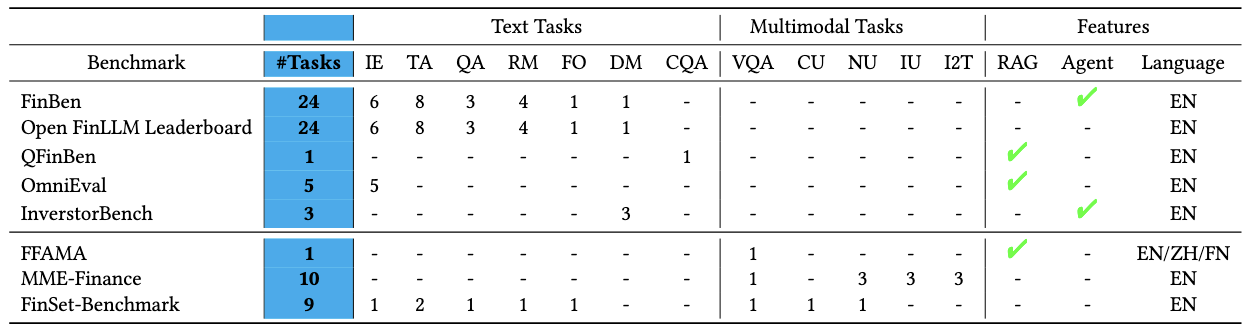 Text Tasks Multimodal Tasks Features
Benchmark #Tasks IE TA QA RM FO DM CQA VQA CU NU IU I2T RAG Agent Language
FinBen 24 6 8 3 4 1 1 - - - - - - - ✔ EN
Open FinLLM Leaderboard 24 6 8 3 4 1 1 - - - - - - - - EN
QFinBen 1 - - - - - - 1 - - - - - ✔ - EN
OmniEval 5 5 - - - - - - - - - - - ✔ - EN
InverstorBench 3 - - - - - 3 - - - - - - - ✔ EN
FFAMA 1 - - - - - - - 1 - - - - ✔ - EN/ZH/FN
MME-Finance 10 - - - - - - - 1 - 3 3 3 - - EN
FinSet-Benchmark 9 1 2 1 1 1 - - 1 1 1 - - - - EN